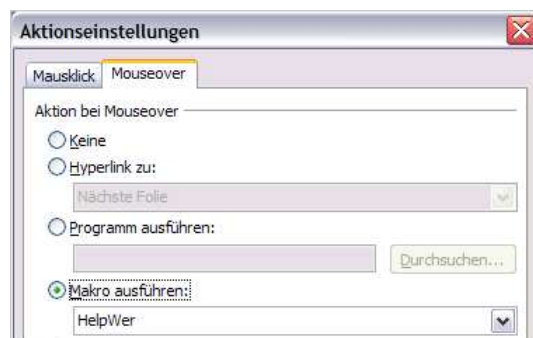 Aktionseinstellungen
Mausklick Mouseover
Aktion bei Mouseover
Keine
Hyperlink zu:
Nächste Folie
Programm ausführen:
Durchsuchen...
Makro ausführen:
HelpWer